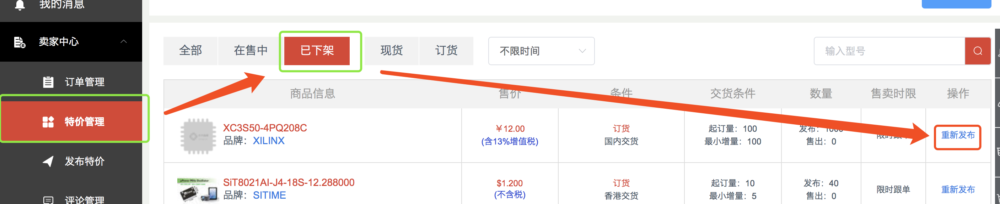 我的消息
卖家中心
订单管理
特价管理
发布特价
评论管理
全部
在售中
已下架
现货
订货
不限时间
输入型号
商品信息
售价
条件
交货条件
数量
售卖时限
操作
XC3S50-4PQ208C
品牌：XILINX
￥12.00
(含13%增值税)
订货
国内交货
起订量：100
最小增量：100
发布：1000
售出：0
限时跟单
重新发布
SiT8021AI-J4-18S-12.288000
品牌：SITIME
$1.200
(不含税)
订货
香港交货
起订量：10
最小增量：5
发布：40
售出：0
限时跟单
重新发布